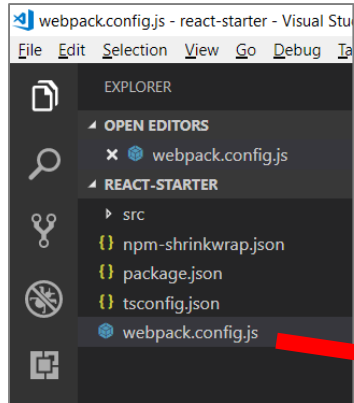 webpack.config.js - react-starter - Visual Stu
File Edit Selection View Go Debug Ta
EXPLORER
OPEN EDITORS
webpack.config.js
REACT-STARTER
src
npm-shrinkwrap.json
package.json
tsconfig.json
webpack.config.js